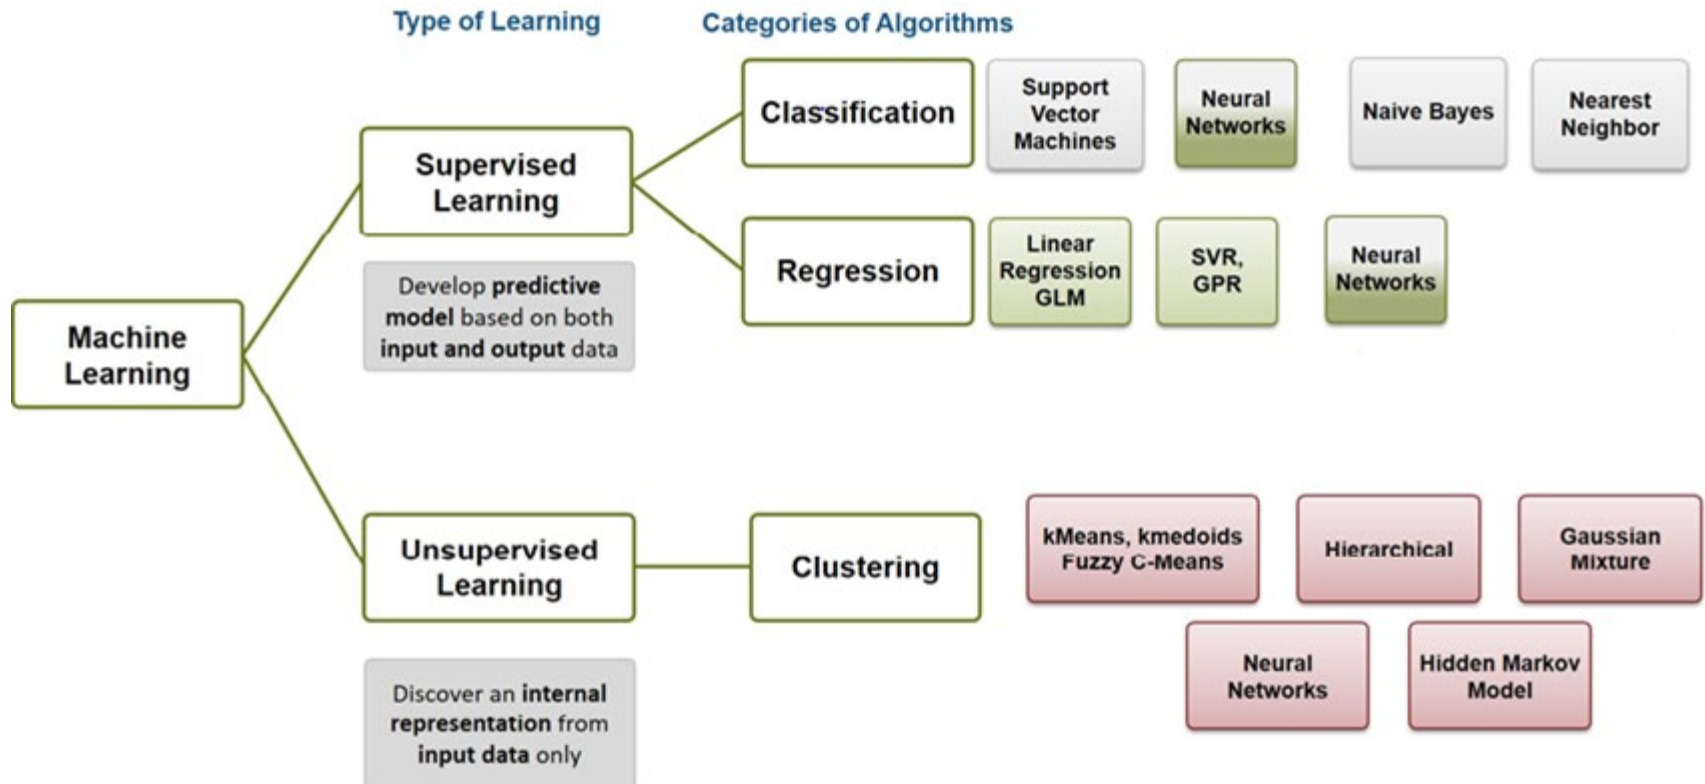 Type of Learning
Categories of Algorithms
Machine
Learning
Supervised
Learning
Develop predictive
model based on both
input and output data
Classification
Support
Vector
Machines
Neural
Networks
Naive Bayes
Nearest
Neighbor
Regression
Linear
Regression
GLM
SVR,
GPR
Neural
Networks
Unsupervised
Learning
Discover an internal
representation from
input data only
Clustering
kMeans, kmedoids
Fuzzy C-Means
Hierarchical
Gaussian
Mixture
Neural
Networks
Hidden Markov
Model